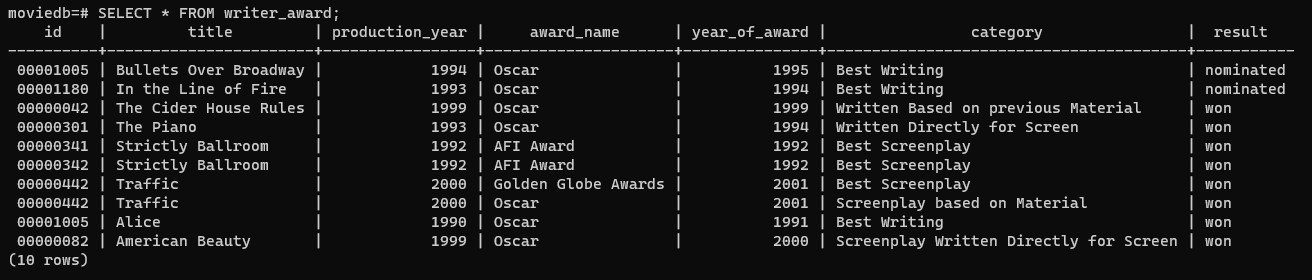 moviedb=# SELECT * FROM writer_award;
    id    |         title         | production_year |     award_name      | year_of_award |                category                |  result
----------+-----------------------+-----------------+---------------------+---------------+----------------------------------------+-----------
 00001005 | Bullets Over Broadway |            1994 | Oscar               |          1995 | Best Writing                           | nominated
 00001180 | In the Line of Fire   |            1993 | Oscar               |          1994 | Best Writing                           | nominated
 00000042 | The Cider House Rules |            1999 | Oscar               |          1999 | Written Based on previous Material     | won
 00000301 | The Piano             |            1993 | Oscar               |          1994 | Written Directly for Screen            | won
 00000341 | Strictly Ballroom     |            1992 | AFI Award           |          1992 | Best Screenplay                        | won
 00000342 | Strictly Ballroom     |            1992 | AFI Award           |          1992 | Best Screenplay                        | won
 00000442 | Traffic               |            2000 | Golden Globe Awards |          2001 | Best Screenplay                        | won
 00000442 | Traffic               |            2000 | Oscar               |          2001 | Screenplay based on Material           | won
 00001005 | Alice                 |            1990 | Oscar               |          1991 | Best Writing                           | won
 00000082 | American Beauty       |            1999 | Oscar               |          2000 | Screenplay Written Directly for Screen | won
(10 rows)